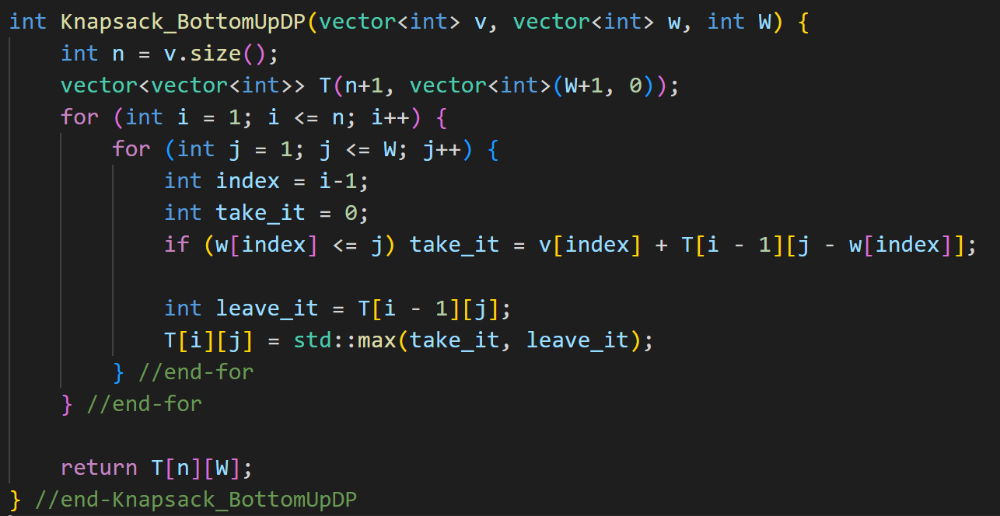 int Knapsack_BottomUpDP(vector<int> v, vector<int> w, int W) {
    int n = v.size();
    vector<vector<int>> T(n+1, vector<int>(W+1, 0));
    for (int i = 1; i <= n; i++) {
        for (int j = 1; j <= W; j++) {
            int index = i-1;
            int take_it = 0;
            if (w[index] <= j) take_it = v[index] + T[i - 1][j - w[index]];

            int leave_it = T[i - 1][j];
            T[i][j] = std::max(take_it, leave_it);
        } //end-for
    } //end-for

    return T[n][W];
} //end-Knapsack_BottomUpDP